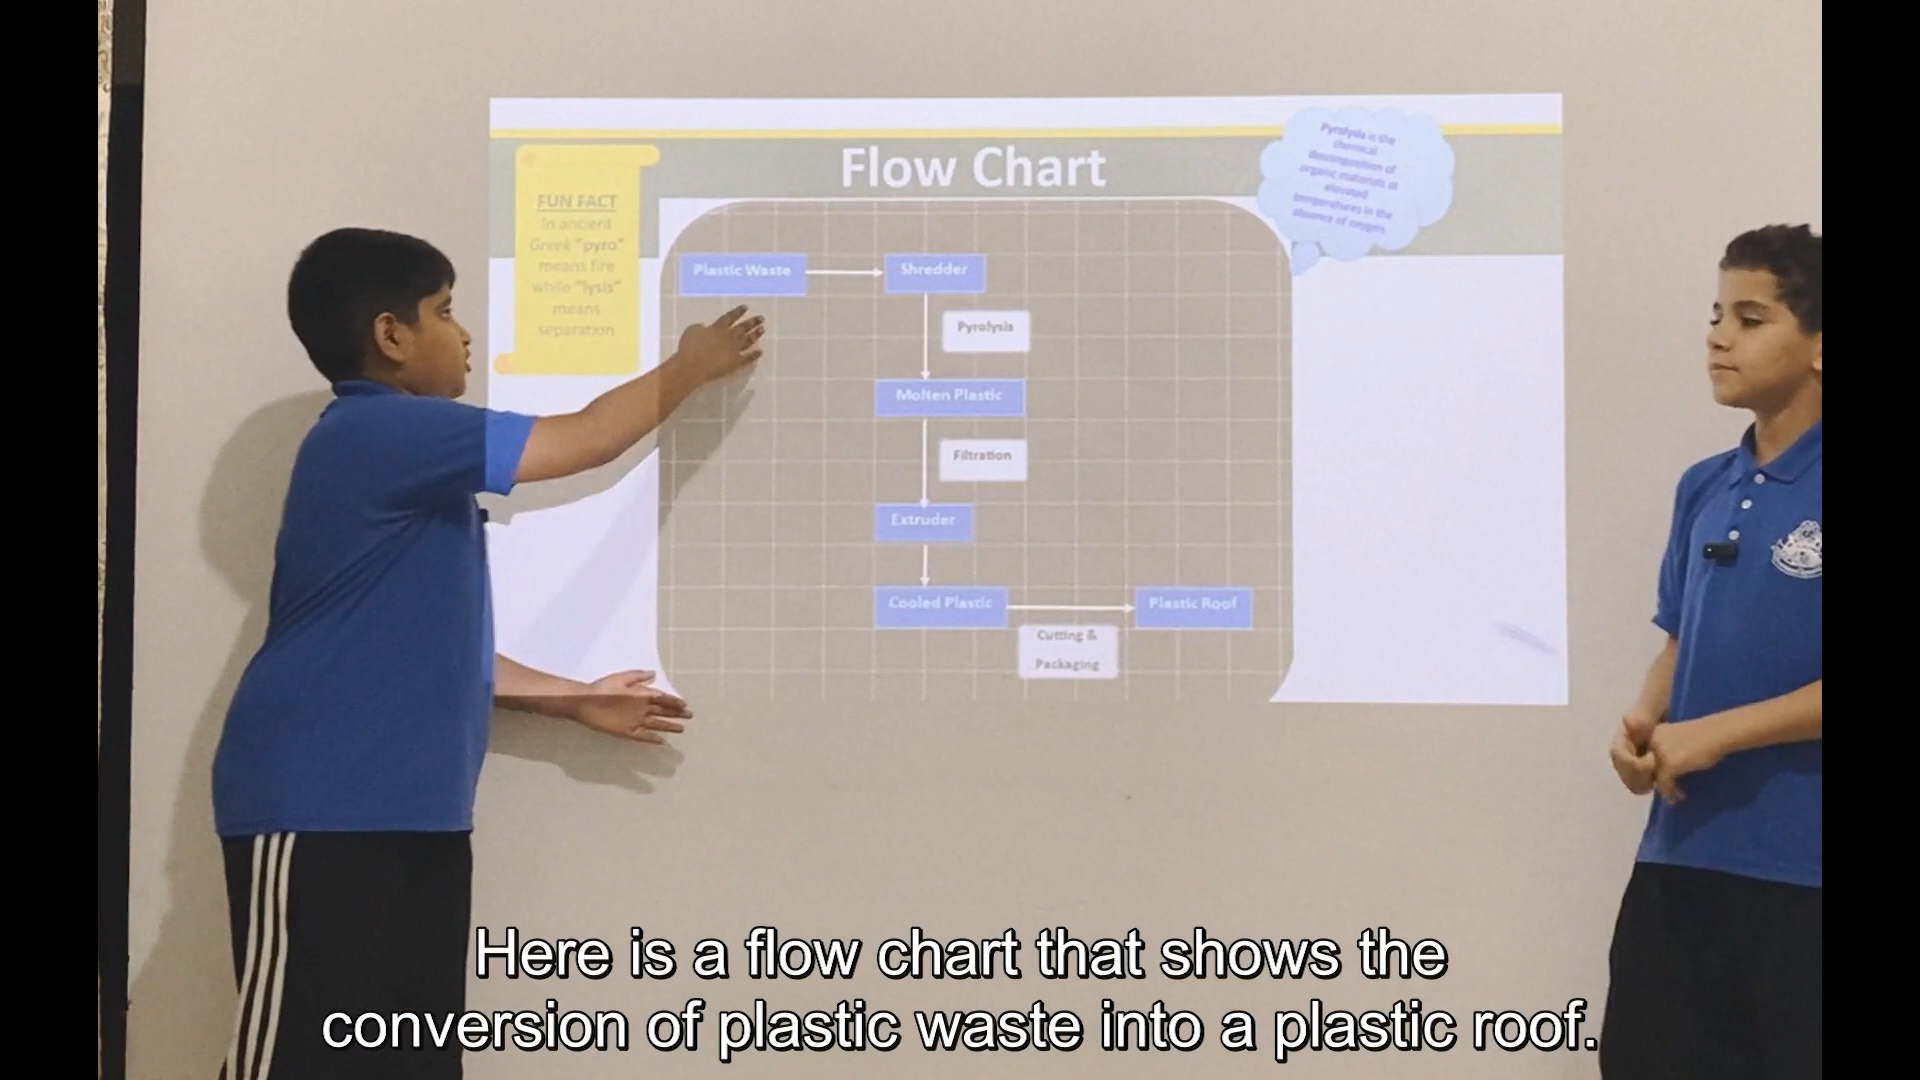 Flow Chart
FUN FACT
In ancient
Greek "pyro"
means fire
while "lysis"
means
separation
Pyrolysis is the
chemical
decomposition of
organic materials at
elevated
temperatures in the
absence of oxygen.
Plastic Waste
Shredder
Pyrolysis
Molten Plastic
Filtration
Extruder
Cooled Plastic
Plastic Roof
Cutting &
Packaging
Here is a flow chart that shows the
conversion of plastic waste into a plastic roof.